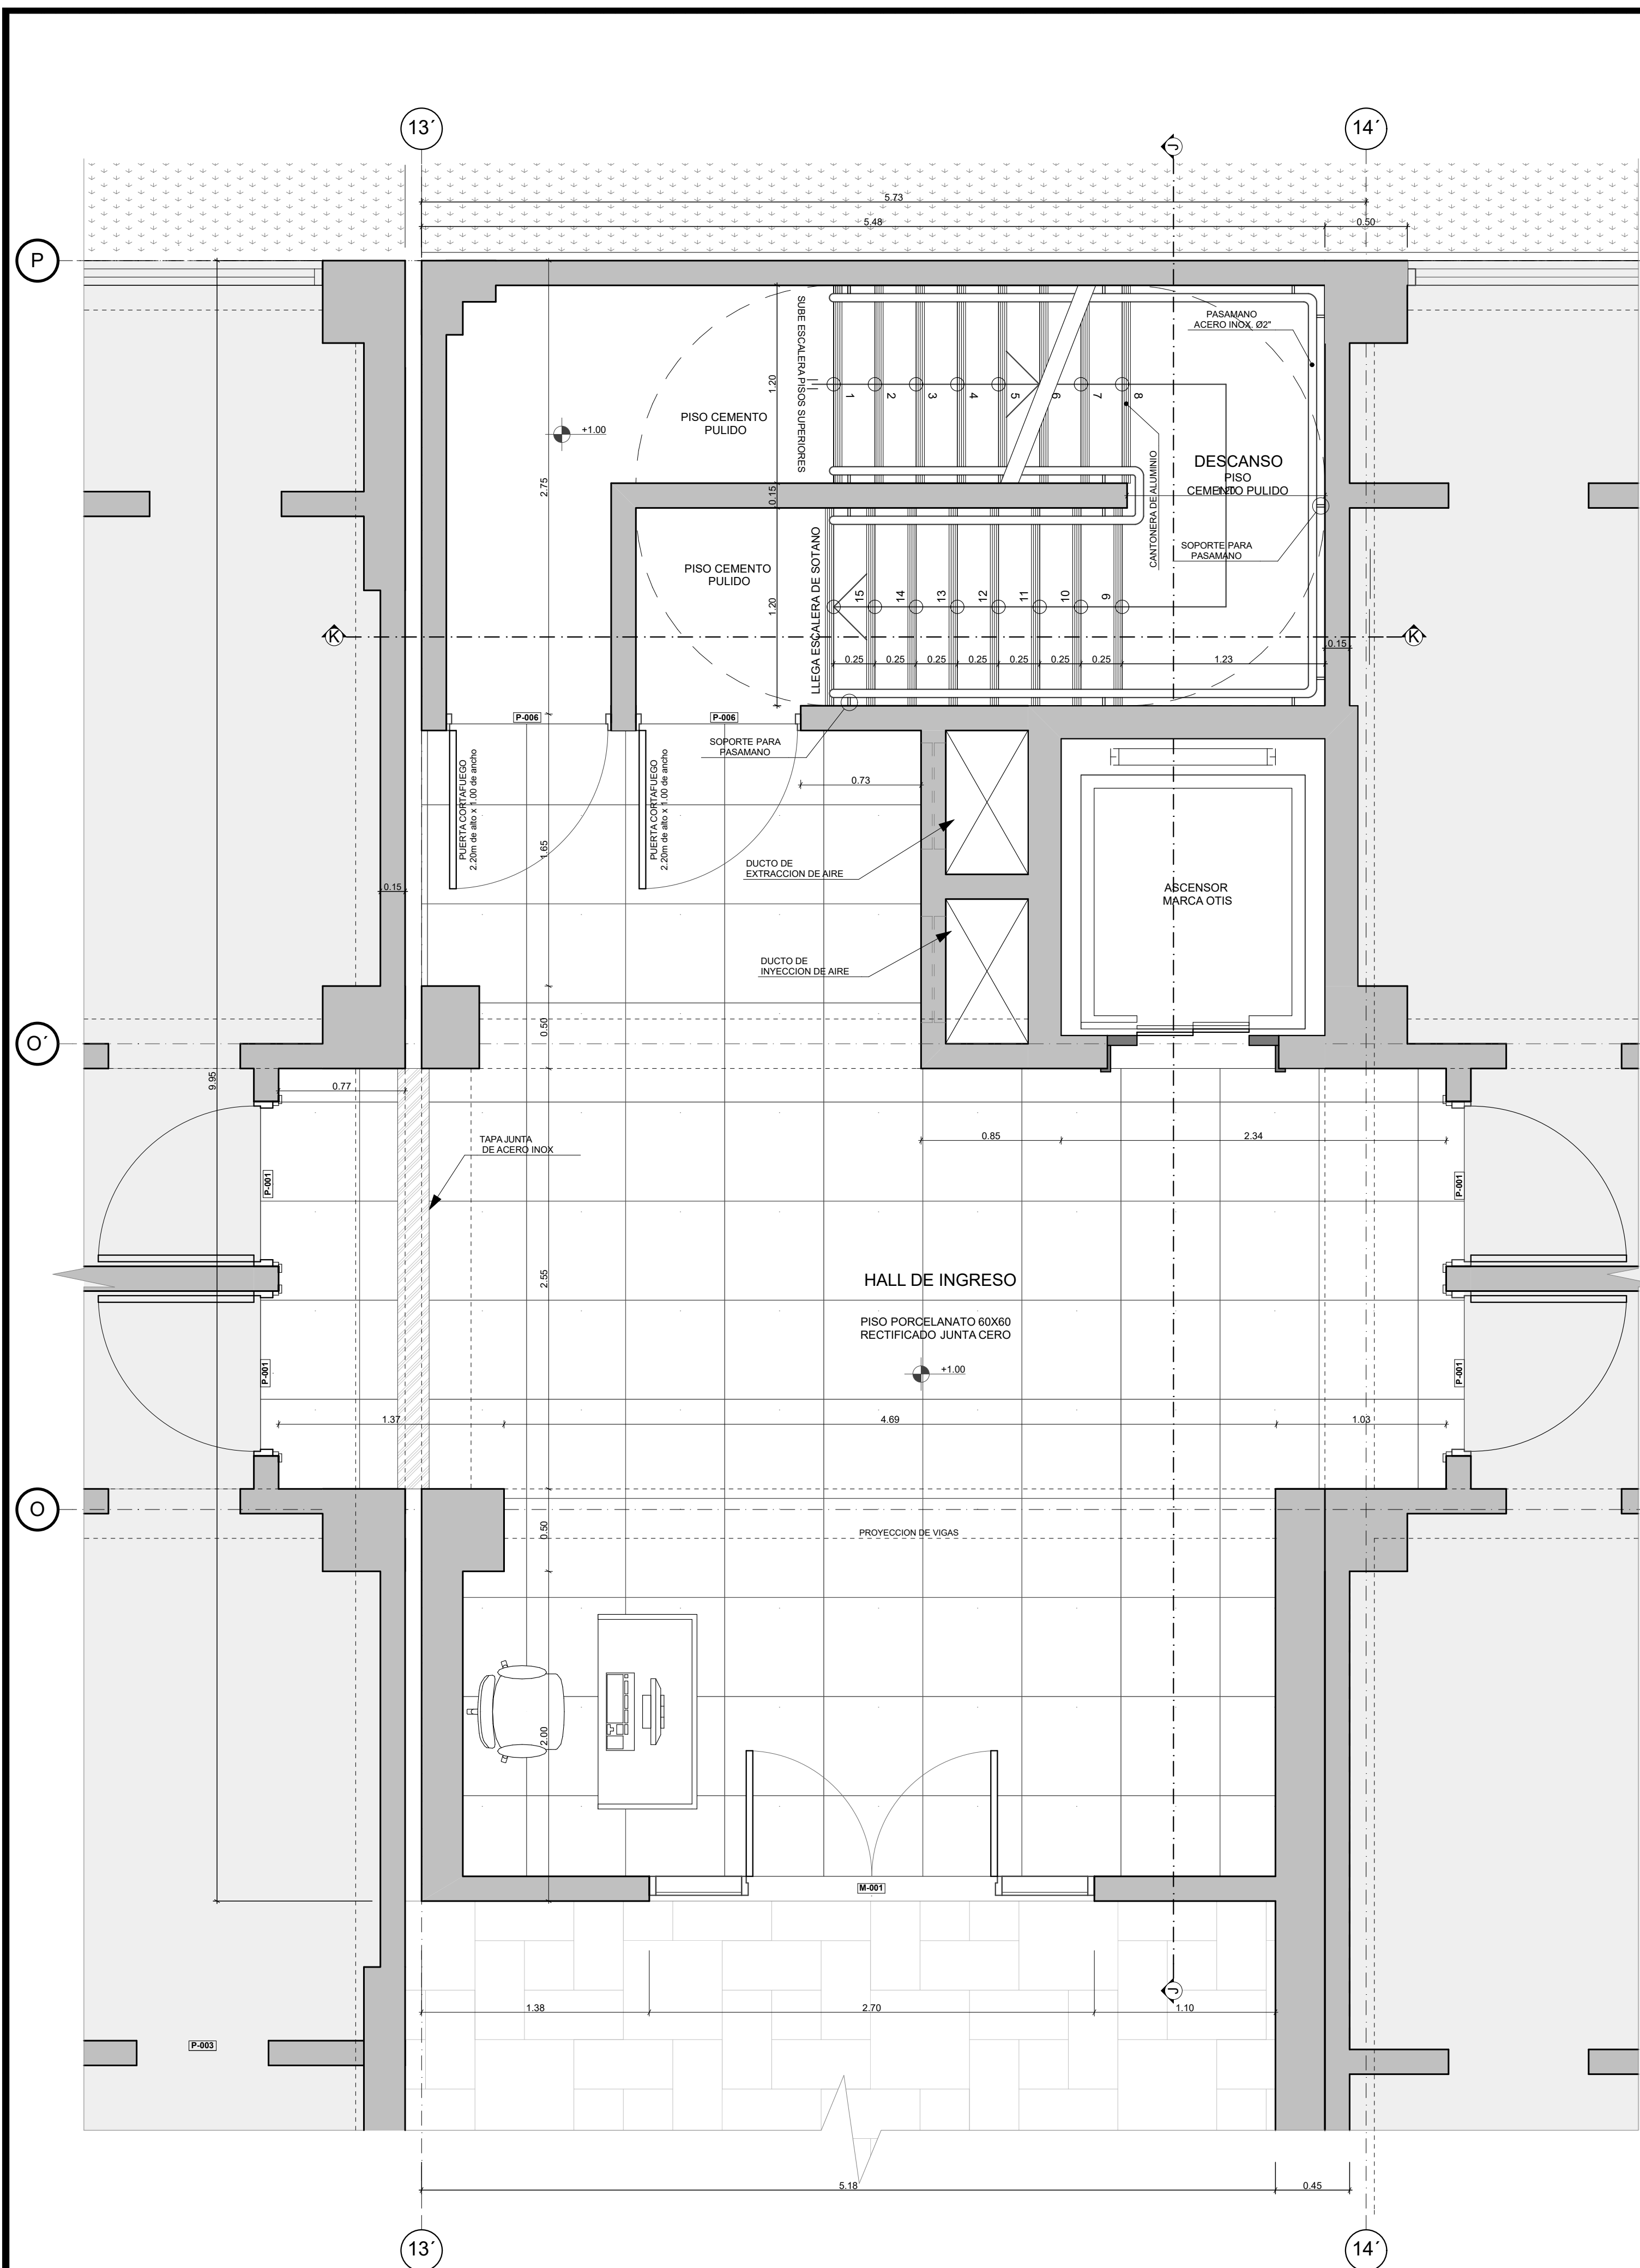 13´
14´
J
5.73
5.48
0.50
P
PASAMANO
ACERO INOX. Ø2"
SUBE ESCALERA PISOS SUPERIORES
1.20
1
2
3
4
5
6
7
8
PISO CEMENTO
PULIDO
+1.00
CANTONERA DE ALUMINIO
DESCANSO
PISO
CEMENTO PULIDO
1.20
2.75
0.15
SOPORTE PARA
PASAMANO
LLEGA ESCALERA DE SOTANO
PISO CEMENTO
PULIDO
1.20
15
14
13
12
11
10
9
K
K
0.15
0.25
0.25
0.25
0.25
0.25
0.25
0.25
1.23
P-006
P-006
SOPORTE PARA
PASAMANO
PUERTA CORTAFUEGO
2.20m de alto x 1.00 de ancho
PUERTA CORTAFUEGO
2.20m de alto x 1.00 de ancho
0.73
1.65
DUCTO DE
EXTRACCION DE AIRE
0.15
ASCENSOR
MARCA OTIS
DUCTO DE
INYECCION DE AIRE
0.50
O´
9.95
0.77
TAPA JUNTA
DE ACERO INOX
0.85
2.34
P-001
P-001
2.55
HALL DE INGRESO
PISO PORCELANATO 60X60
RECTIFICADO JUNTA CERO
+1.00
P-001
P-001
1.37
4.69
1.03
O
0.50
PROYECCION DE VIGAS
2.00
M-001
J
1.38
2.70
1.10
P-003
5.18
0.45
13´
14´